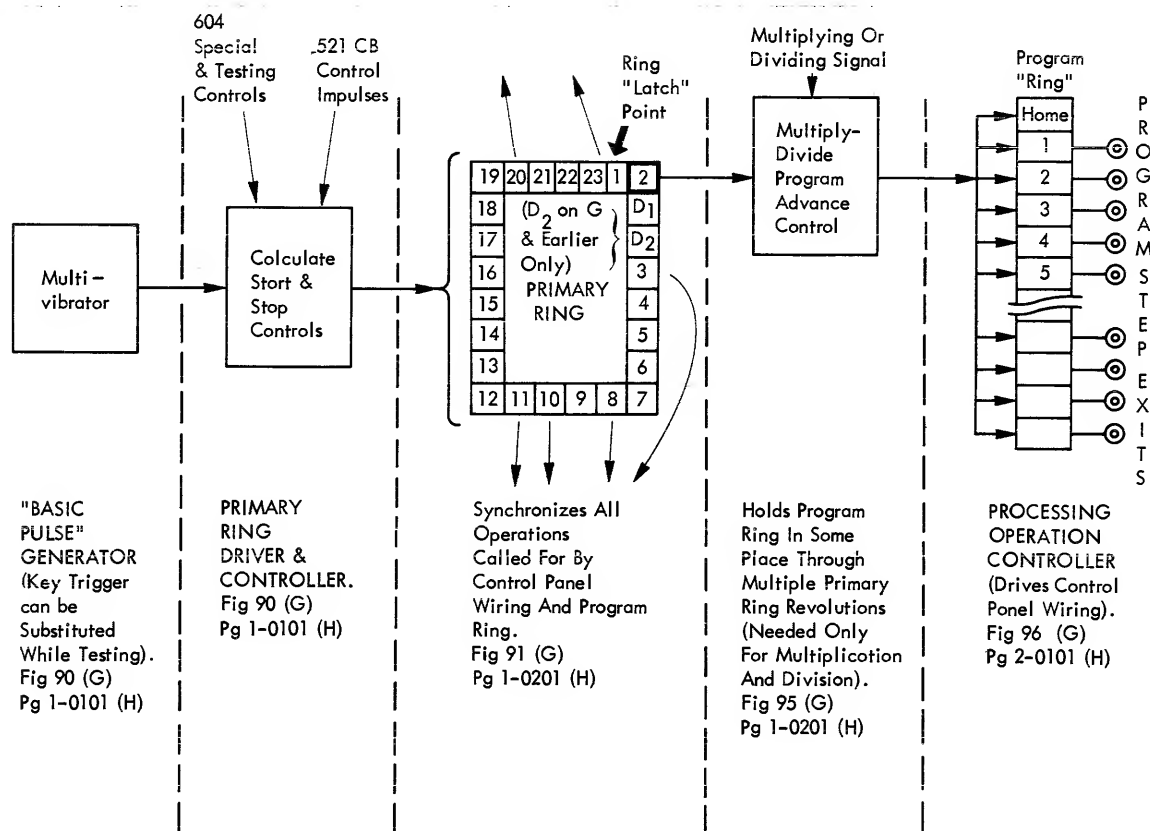 604
Special
& Testing
Controls
.521 CB
Control
Impulses
Multi-
vibrator
Calculate
Stort &
Stop
Controls
Ring
"Latch"
Point
19 20 21 22 23 1 2
18 D1
17 D2
16 3
15 4
14 5
13 6
12 11 10 9 8 7
(D2 on G
& Earlier
Only)
PRIMARY
RING
Multiplying Or
Dividing Signal
Multiply-
Divide
Program
Advance
Control
Program
"Ring"
Home
1
2
3
4
5
PROGRAM STEP EXITS
"BASIC
PULSE"
GENERATOR
(Key Trigger
can be
Substituted
While Testing).
Fig 90 (G)
Pg 1-0101 (H)
PRIMARY
RING
DRIVER &
CONTROLLER.
Fig 90 (G)
Pg 1-0101 (H)
Synchronizes All
Operations
Called For By
Control Panel
Wiring And Program
Ring.
Fig 91 (G)
Pg 1-0201 (H)
Holds Program
Ring In Some
Place Through
Multiple Primary
Ring Revolutions
(Needed Only
For Multiplicotion
And Division).
Fig 95 (G)
Pg 1-0201 (H)
PROCESSING
OPERATION
CONTROLLER
(Drives Control
Panel Wiring).
Fig 96 (G)
Pg 2-0101 (H)